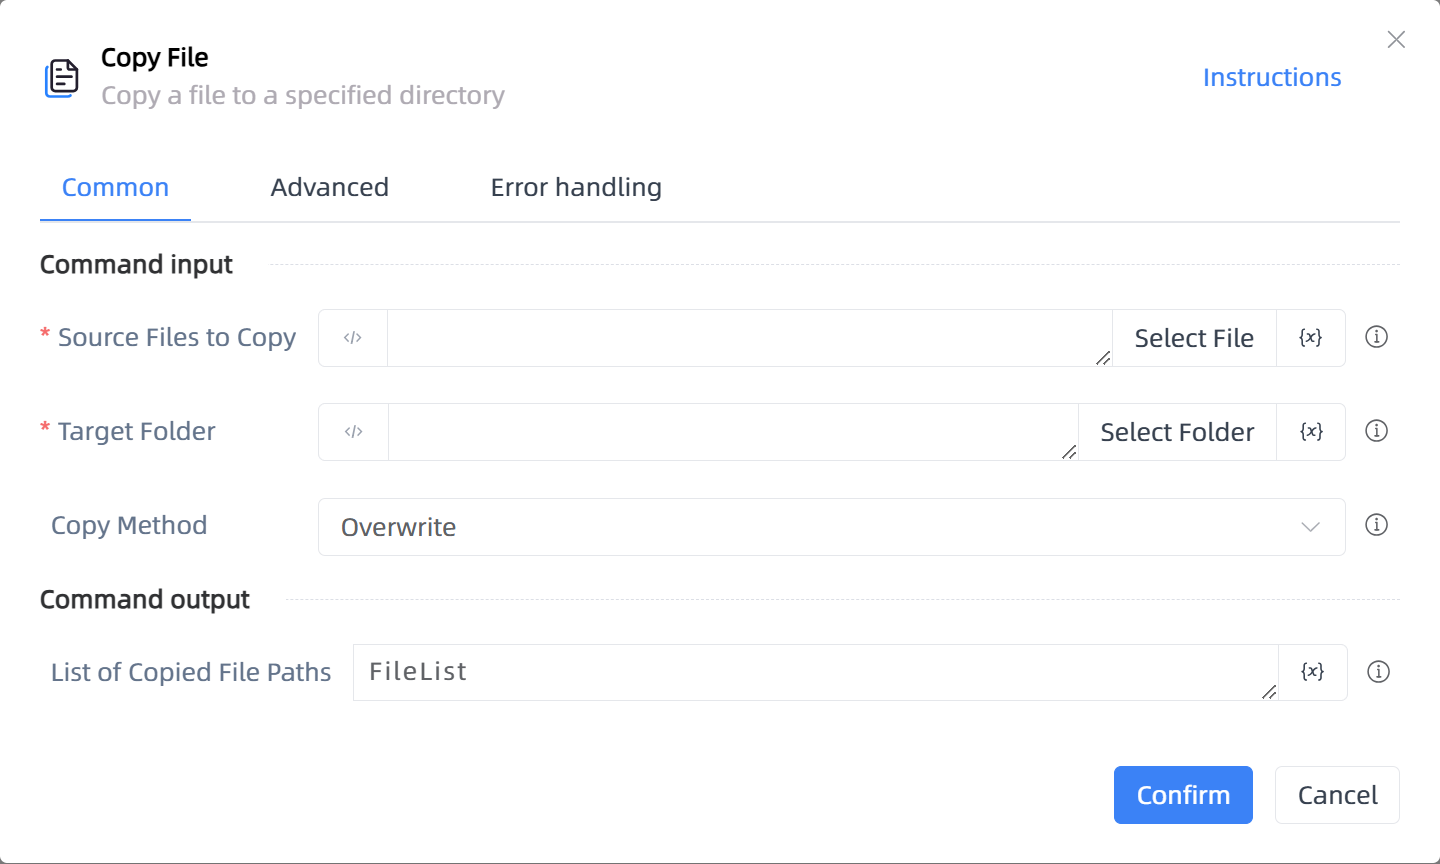 Copy File
Copy a file to a specified directory
Instructions
Common
Advanced
Error handling
Command input
* Source Files to Copy
</>
Select File
{x}
* Target Folder
</>
Select Folder
{x}
Copy Method
Overwrite
Command output
List of Copied File Paths
FileList
{x}
Confirm
Cancel